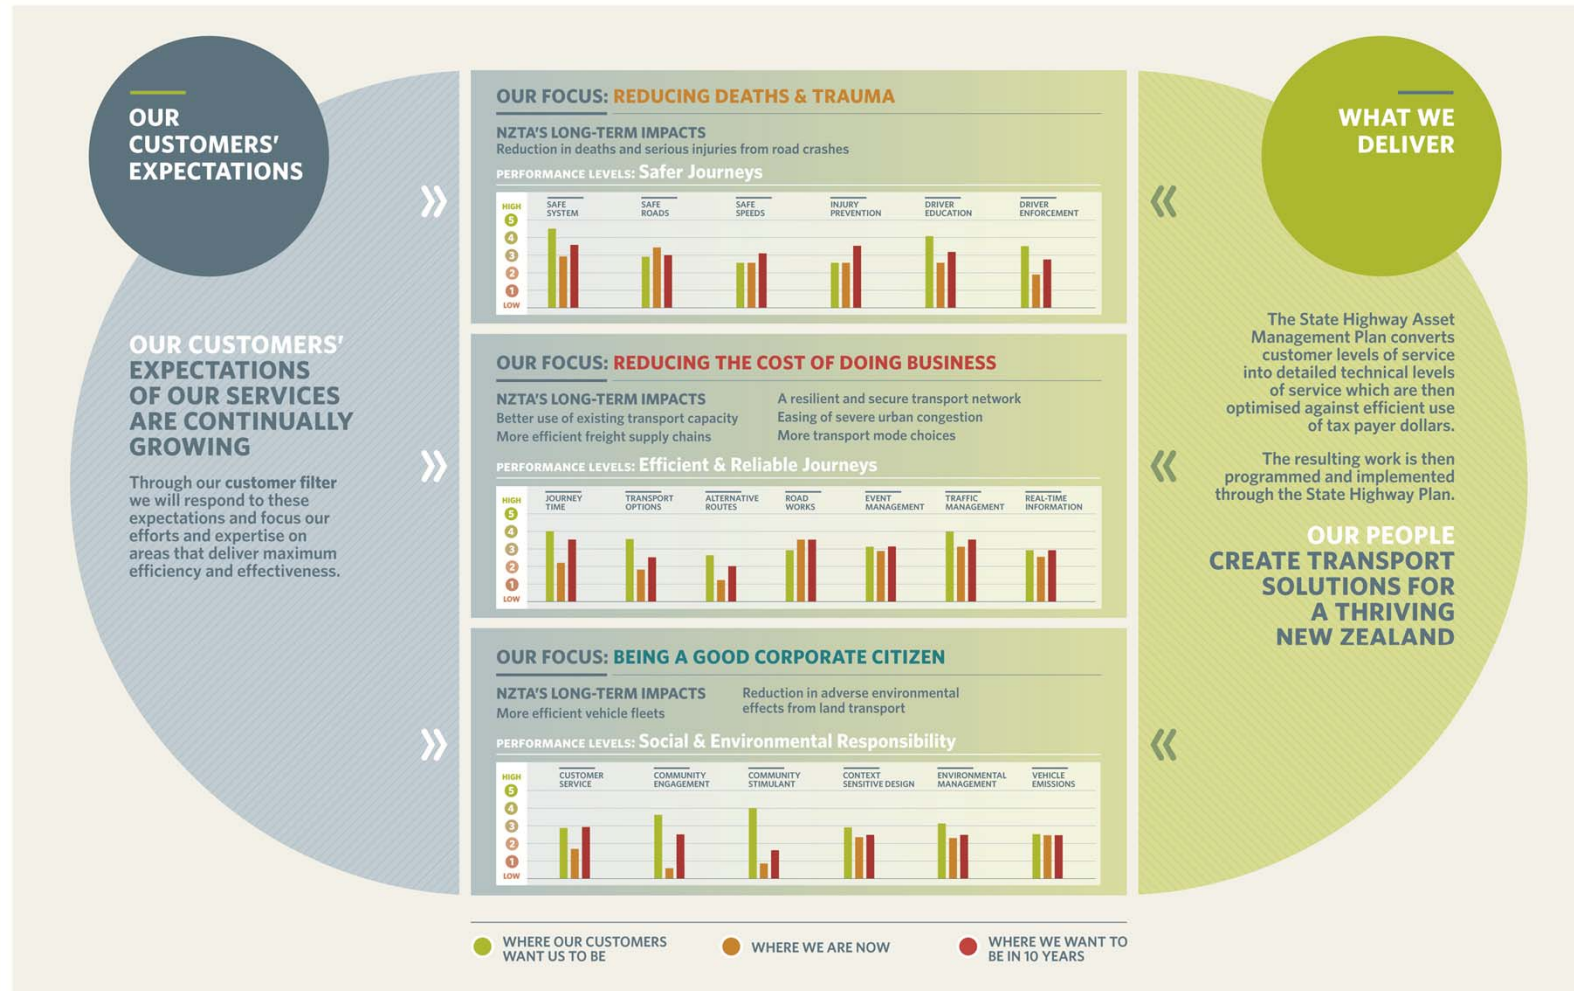 OUR
CUSTOMERS'
EXPECTATIONS
OUR CUSTOMERS'
EXPECTATIONS
OF OUR SERVICES
ARE CONTINUALLY
GROWING
Through our customer filter
we will respond to these
expectations and focus our
efforts and expertise on
areas that deliver maximum
efficiency and effectiveness.
OUR FOCUS: REDUCING DEATHS & TRAUMA
NZTA'S LONG-TERM IMPACTS
Reduction in deaths and serious injuries from road crashes
PERFORMANCE LEVELS: Safer Journeys
HIGH
5
4
3
2
1
LOW
SAFE
SYSTEM
SAFE
ROADS
SAFE
SPEEDS
INJURY
PREVENTION
DRIVER
EDUCATION
DRIVER
ENFORCEMENT
OUR FOCUS: REDUCING THE COST OF DOING BUSINESS
NZTA'S LONG-TERM IMPACTS
Better use of existing transport capacity
More efficient freight supply chains
A resilient and secure transport network
Easing of severe urban congestion
More transport mode choices
PERFORMANCE LEVELS: Efficient & Reliable Journeys
HIGH
5
4
3
2
1
LOW
JOURNEY
TIME
TRANSPORT
OPTIONS
ALTERNATIVE
ROUTES
ROAD
WORKS
EVENT
MANAGEMENT
TRAFFIC
MANAGEMENT
REAL-TIME
INFORMATION
OUR FOCUS: BEING A GOOD CORPORATE CITIZEN
NZTA'S LONG-TERM IMPACTS
More efficient vehicle fleets
Reduction in adverse environmental
effects from land transport
PERFORMANCE LEVELS: Social & Environmental Responsibility
HIGH
5
4
3
2
1
LOW
CUSTOMER
SERVICE
COMMUNITY
ENGAGEMENT
COMMUNITY
STIMULANT
CONTEXT
SENSITIVE DESIGN
ENVIRONMENTAL
MANAGEMENT
VEHICLE
EMISSIONS
WHERE OUR CUSTOMERS
WANT US TO BE
WHERE WE ARE NOW
WHERE WE WANT TO
BE IN 10 YEARS
WHAT WE
DELIVER
The State Highway Asset
Management Plan converts
customer levels of service
into detailed technical levels
of service which are then
optimised against efficient use
of tax payer dollars.
The resulting work is then
programmed and implemented
through the State Highway Plan.
OUR PEOPLE
CREATE TRANSPORT
SOLUTIONS FOR
A THRIVING
NEW ZEALAND